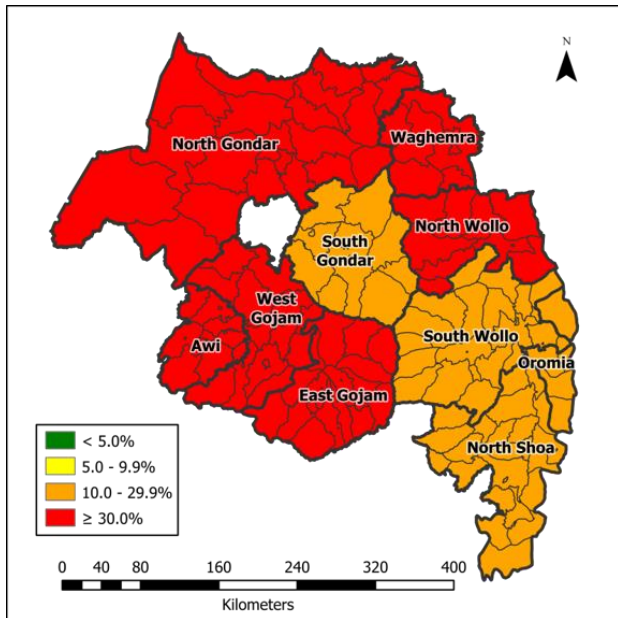 N
North Gondar
Waghemra
North Wollo
South
Gondar
West
Gojam
South Wollo
Awi
Oromia
East Gojam
North Shoa
< 5.0%
5.0 - 9.9%
10.0 - 29.9%
≥ 30.0%
0 40 80 160 240 320 400
Kilometers